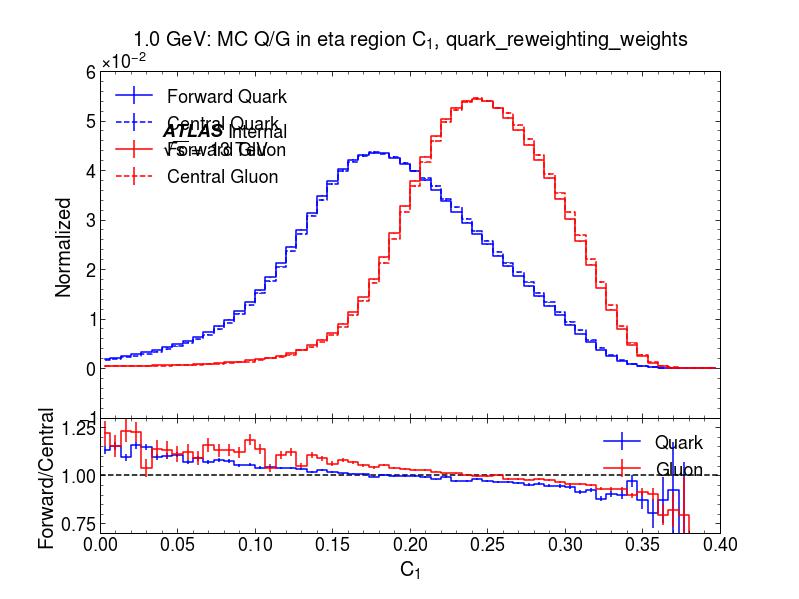 1.0 GeV: MC Q/G in eta region C₁, quark_reweighting_weights
×10⁻²
6
5
4
3
2
1
0
−1
Normalized
Forward Quark
Central Quark
ATLAS Internal
√s = 13 TeV
Forward Gluon
Central Gluon
1.25
1.00
0.75
Forward/Central
Quark
Gluon
0.00 0.05 0.10 0.15 0.20 0.25 0.30 0.35 0.40
C₁